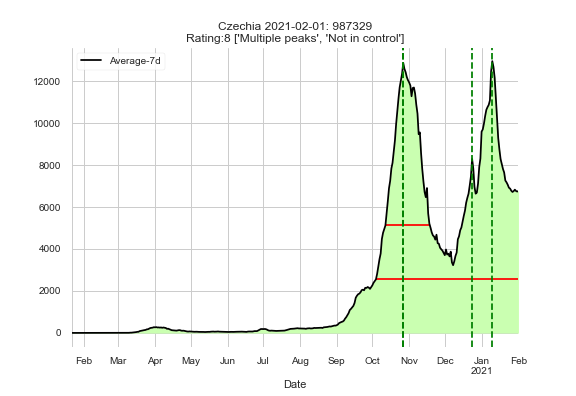 Czechia 2021-02-01: 987329
Rating:8 ['Multiple peaks', 'Not in control']
Average-7d
12000
10000
8000
6000
4000
2000
0
Feb Mar Apr May Jun Jul Aug Sep Oct Nov Dec Jan Feb
2021
Date